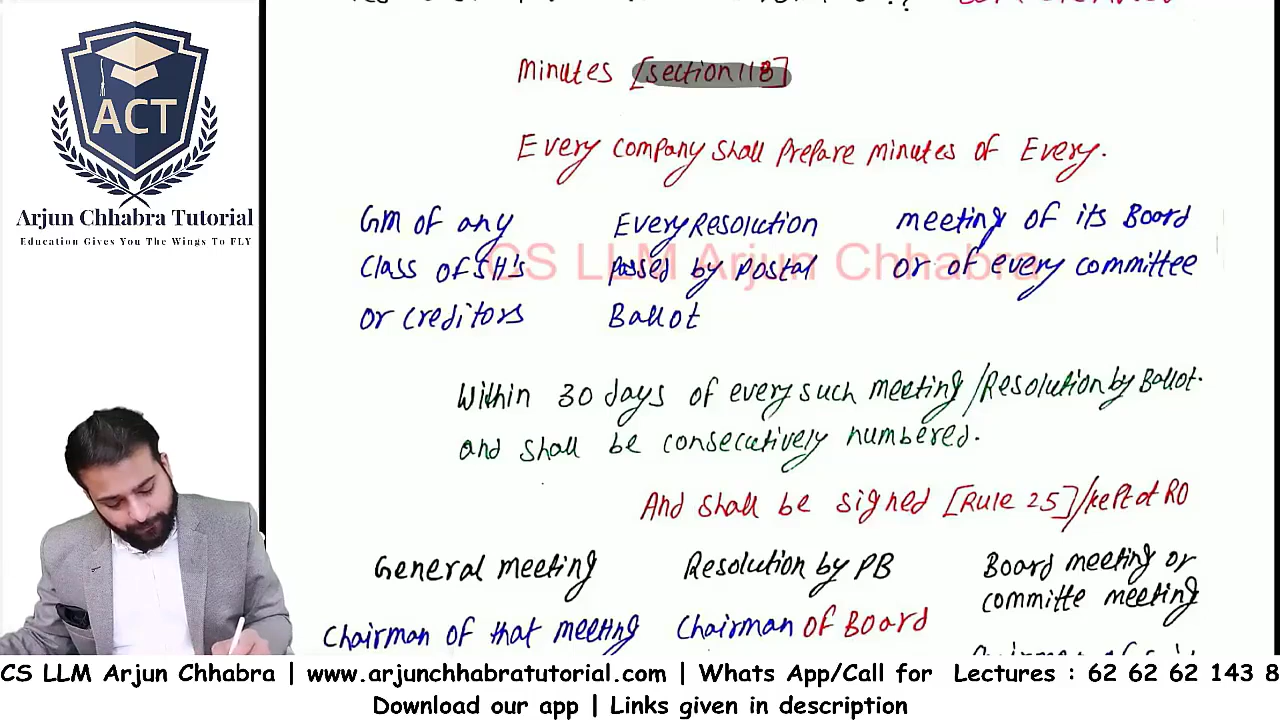 ACT
Arjun Chhabra Tutorial
Education Gives You The Wings To FLY
Minutes [section 118]
Every company shall Prepare minutes of Every.
GM of any
Class of SH's
or creditors
Every Resolution
passed by postal
Ballot
meeting of its Board
or of every committee
CS LLM Arjun Chhabra
Within 30 days of every such meeting/Resolution by Ballot.
and shall be consecutively numbered.
And shall be signed [Rule 25]/kept at RO
General meeting
Chairman of that meeting
Resolution by PB
Chairman of Board
Board meeting or
committe meeting
CS LLM Arjun Chhabra | www.arjunchhabratutorial.com | Whats App/Call for Lectures : 62 62 62 143 8
Download our app | Links given in description